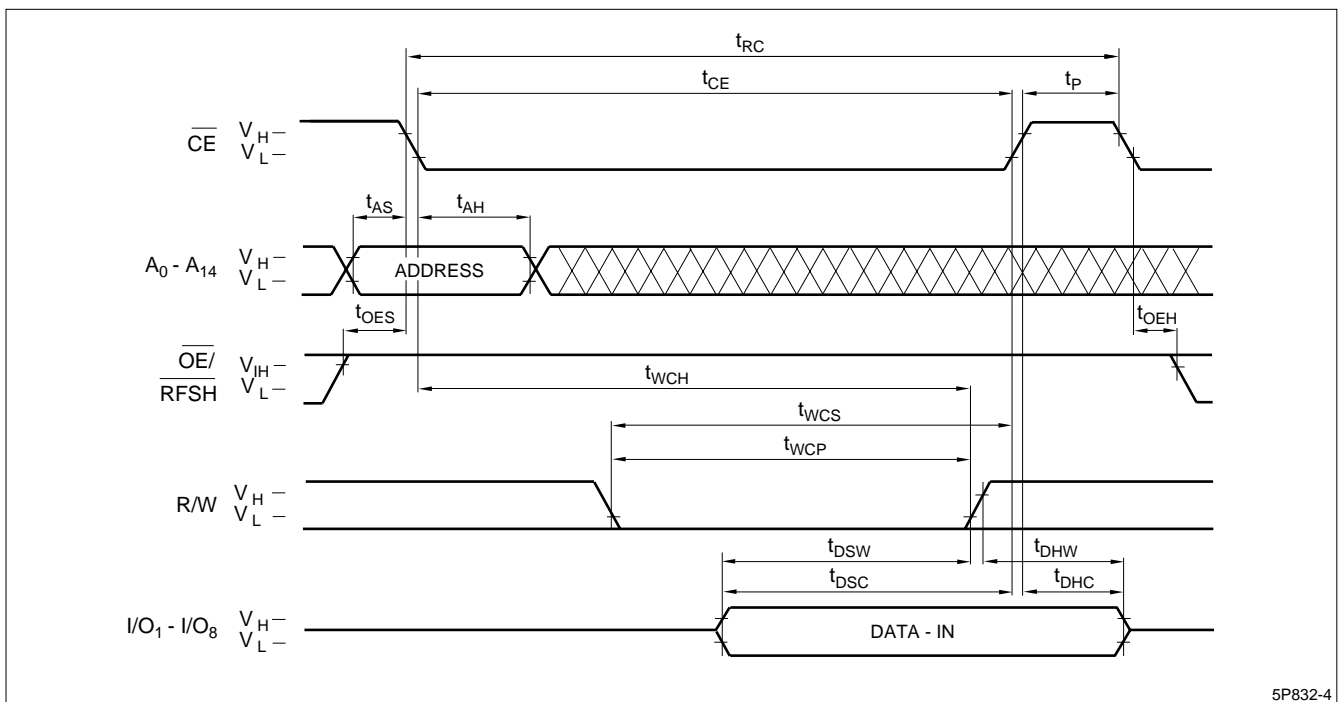 tRC
tCE
tP
CE
VH
VL
tAS
tAH
A0 - A14
VH
VL
ADDRESS
tOES
tOEH
OE/
RFSH
VIH
VL
tWCH
tWCS
tWCP
R/W
VH
VL
tDSW
tDHW
tDSC
tDHC
I/O1 - I/O8
VH
VL
DATA - IN
5P832-4